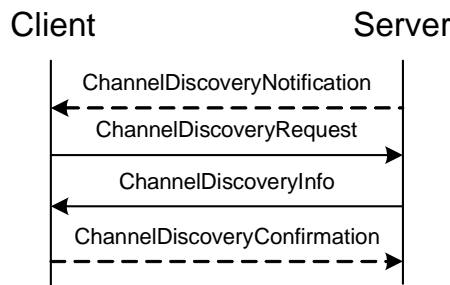 Client Server
ChannelDiscoveryNotification
ChannelDiscoveryRequest
ChannelDiscoveryInfo
ChannelDiscoveryConfirmation